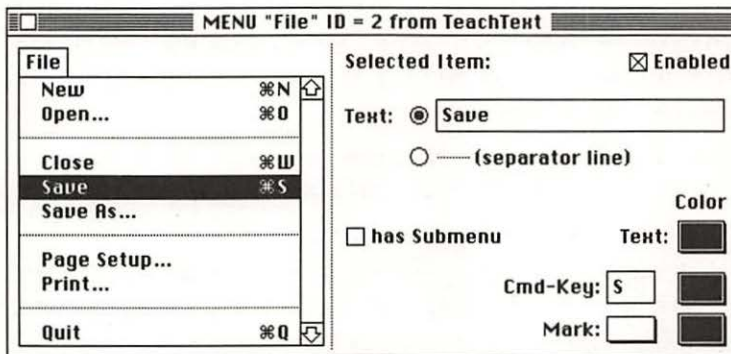 MENU "File" ID = 2 from TeachText
File
New ⌘N
Open... ⌘O
Close ⌘W
Save ⌘S
Save As...
Page Setup...
Print...
Quit ⌘Q
Selected Item:
Enabled
Text: Save
(separator line)
Color
has Submenu
Text:
Cmd-Key: S
Mark: